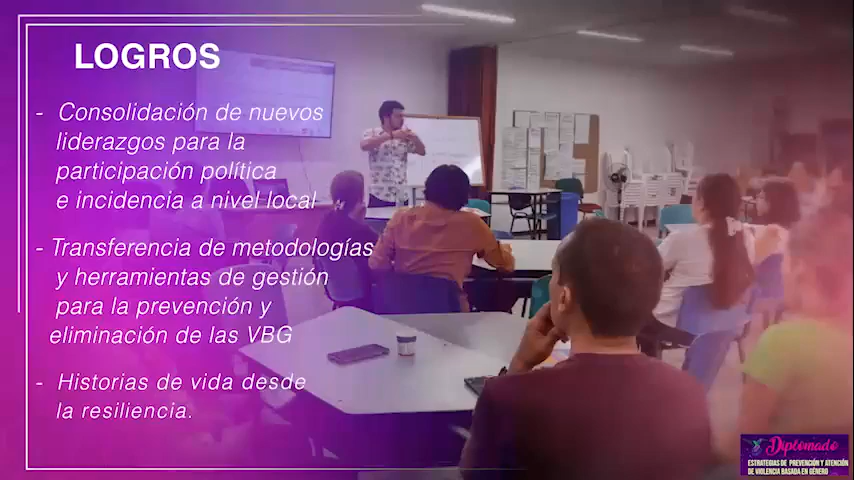 LOGROS
- Consolidación de nuevos
liderazgos para la
participación política
e incidencia a nivel local
- Transferencia de metodologías
y herramientas de gestión
para la prevención y
eliminación de las VBG
- Historias de vida desde
la resiliencia.
Diplomado
ESTRATEGIAS DE PREVENCIÓN Y ATENCIÓN
DE VIOLENCIA BASADA EN GÉNERO